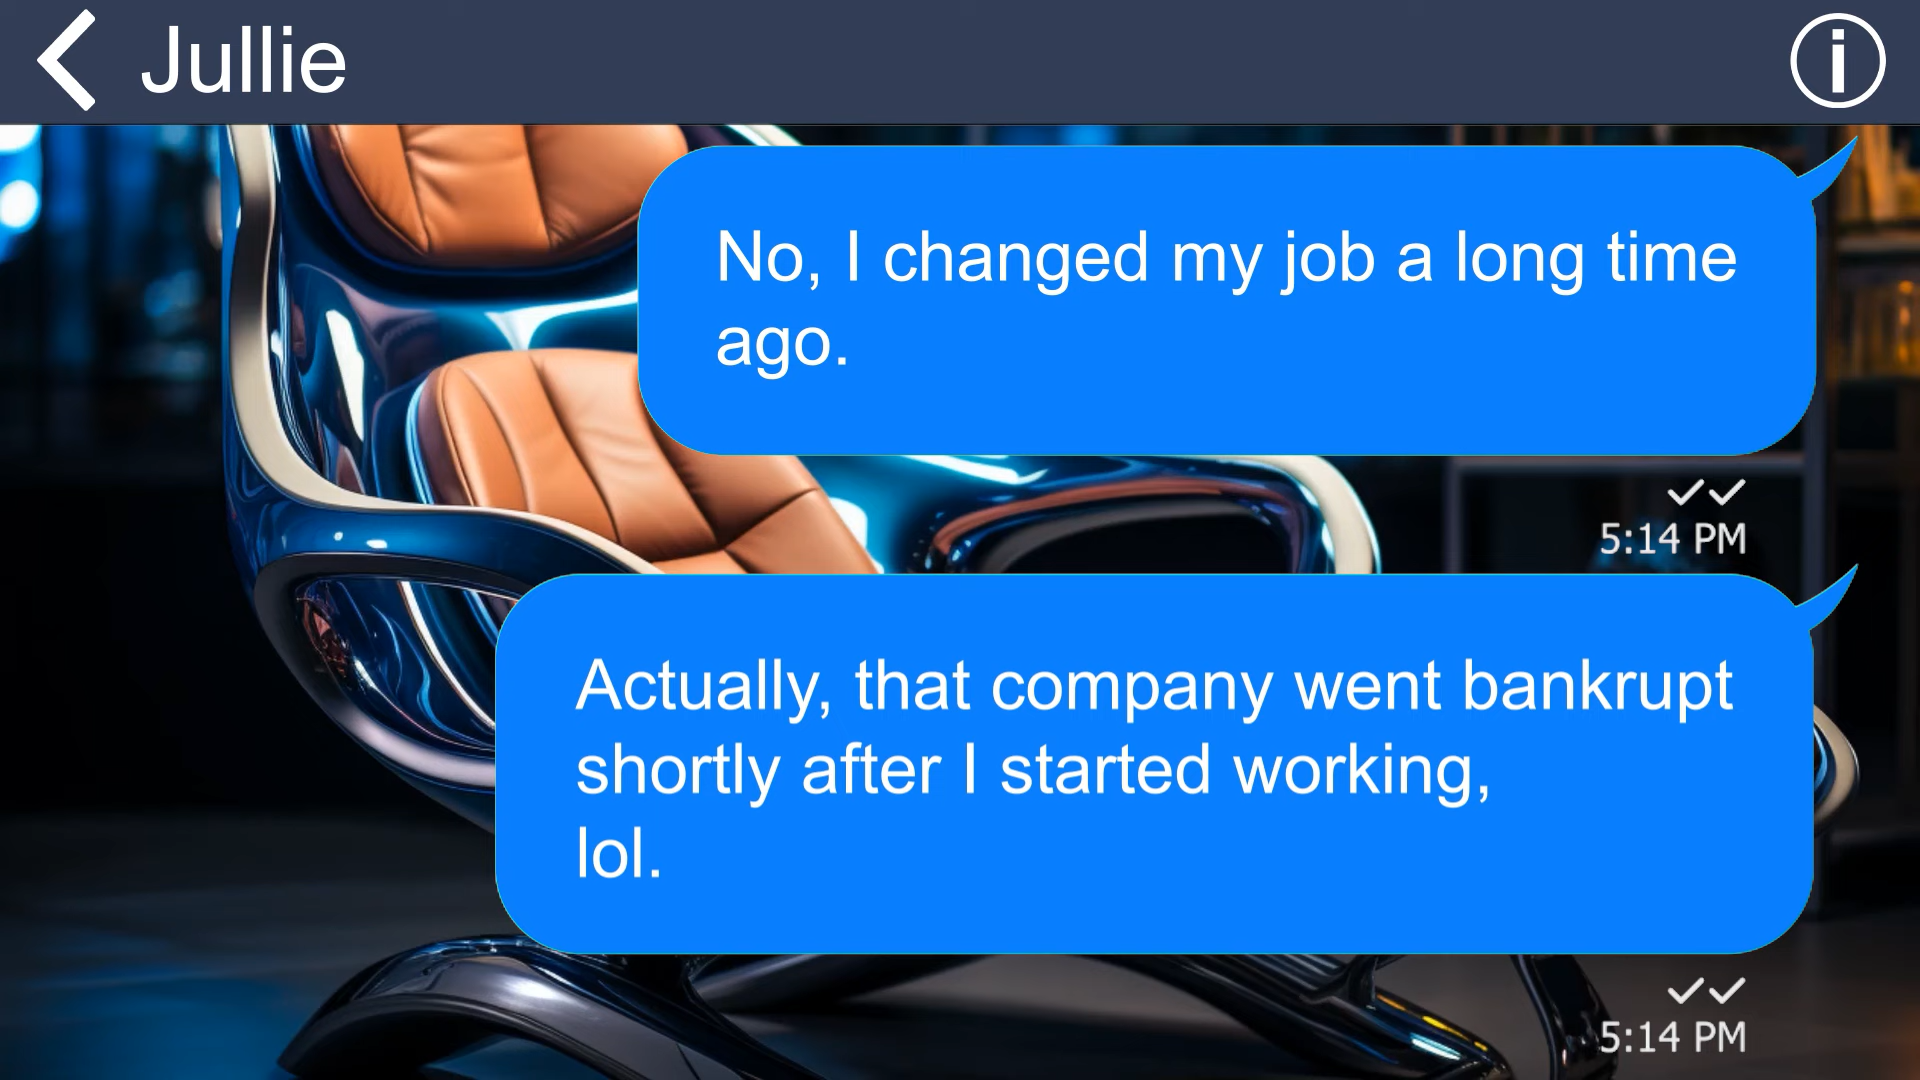 Jullie
No, I changed my job a long time
ago.
5:14 PM
Actually, that company went bankrupt
shortly after I started working,
lol.
5:14 PM